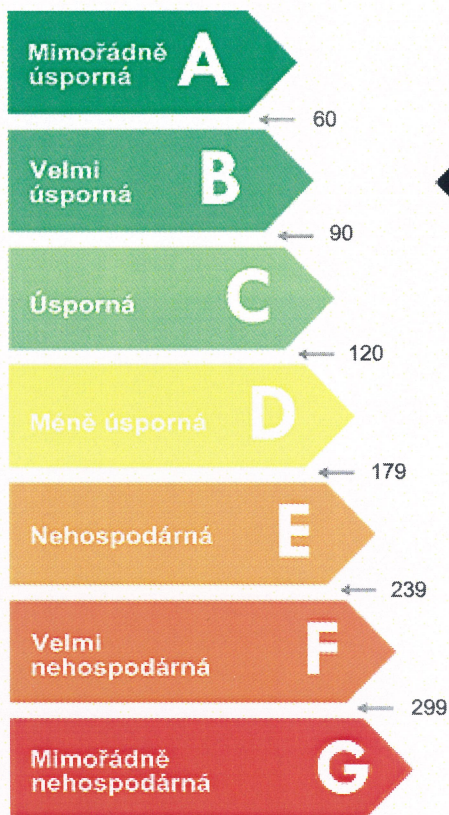 Mimořádně
úsporná
A
60
Velmi
úsporná
B
90
Úsporná
C
120
Méně úsporná
D
179
Nehospodárná
E
239
Velmi
nehospodárná
F
299
Mimořádně
nehospodárná
G